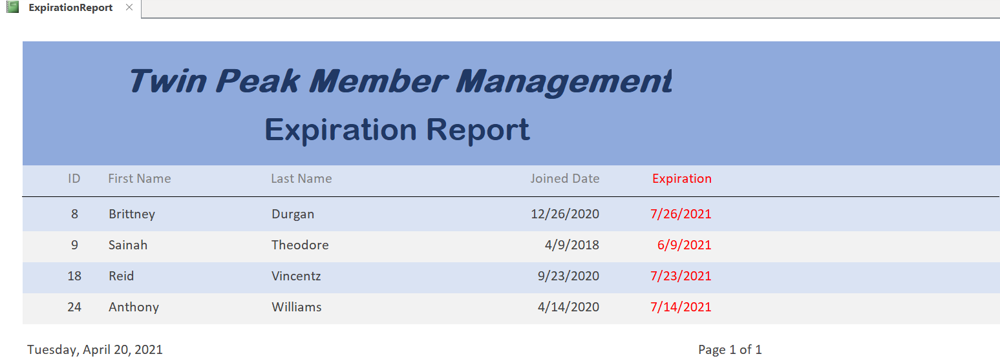 ExpirationReport
Twin Peak Member Management
Expiration Report
ID First Name Last Name Joined Date Expiration
8 Brittney Durgan 12/26/2020 7/26/2021
9 Sainah Theodore 4/9/2018 6/9/2021
18 Reid Vincentz 9/23/2020 7/23/2021
24 Anthony Williams 4/14/2020 7/14/2021
Tuesday, April 20, 2021 Page 1 of 1